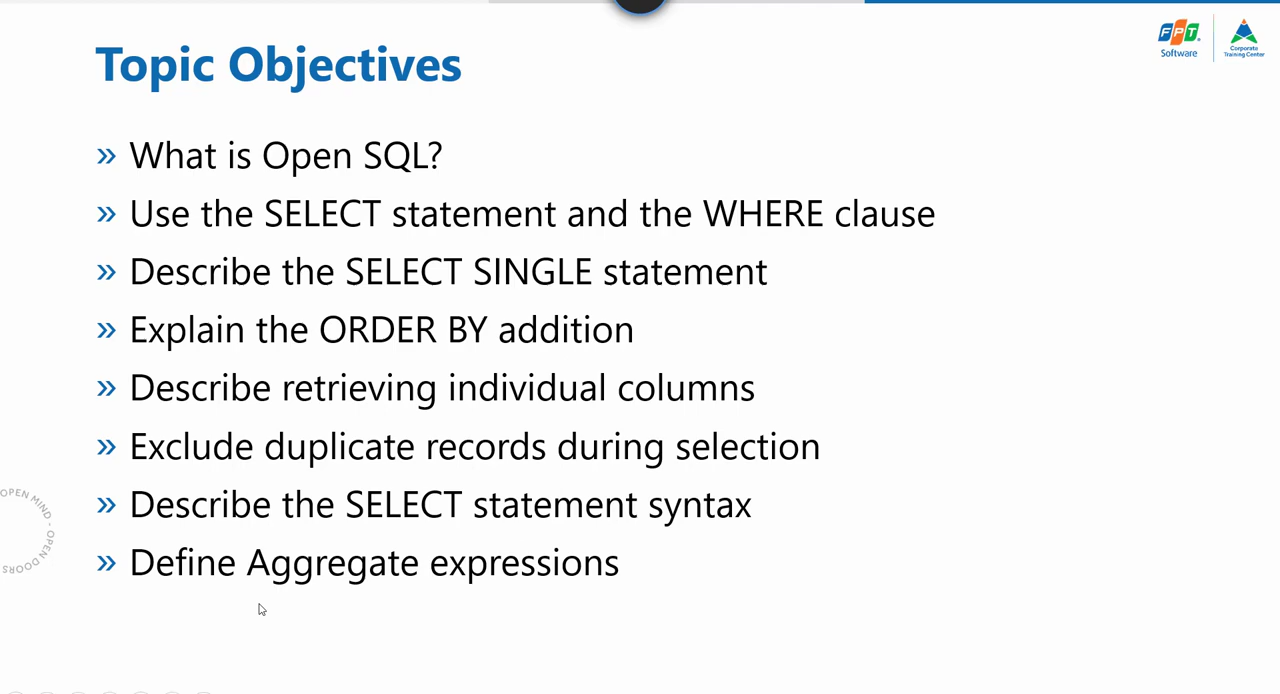 Topic Objectives
FPT
Software
Corporate
Training Center
» What is Open SQL?
» Use the SELECT statement and the WHERE clause
» Describe the SELECT SINGLE statement
» Explain the ORDER BY addition
» Describe retrieving individual columns
» Exclude duplicate records during selection
» Describe the SELECT statement syntax
» Define Aggregate expressions
OPEN MIND - OPEN DOORS